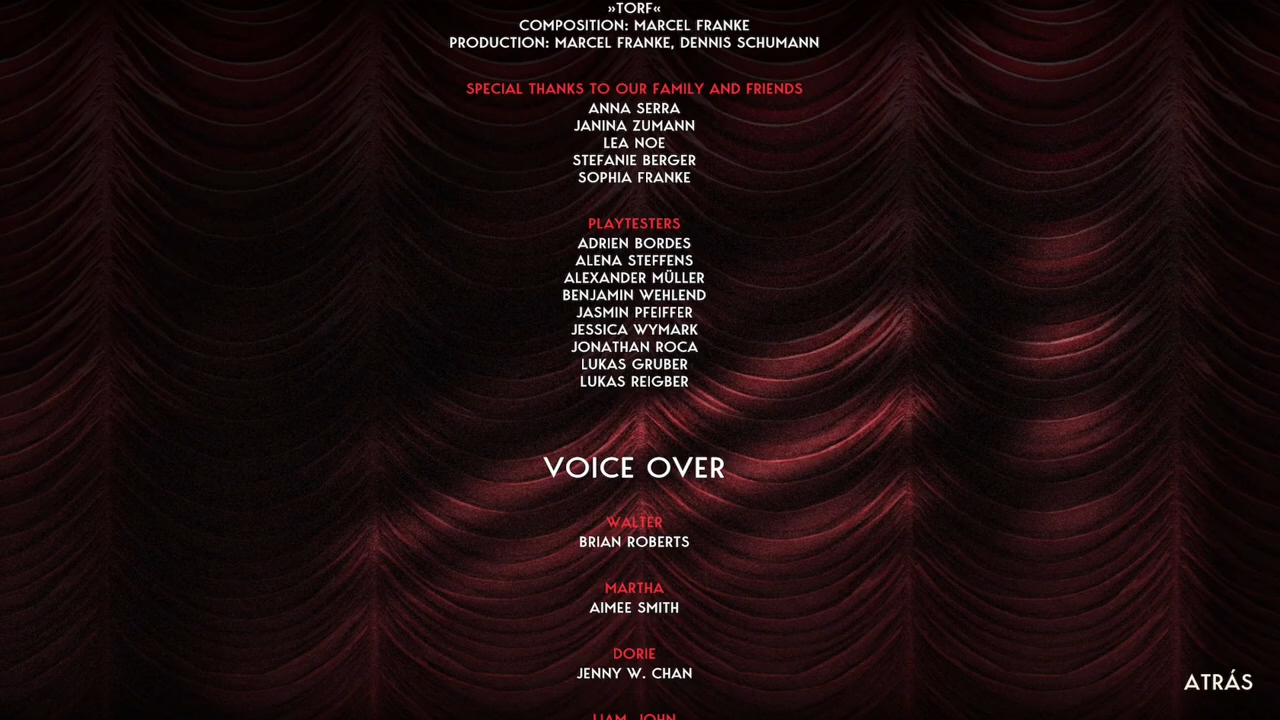 »TORF«
COMPOSITION: MARCEL FRANKE
PRODUCTION: MARCEL FRANKE, DENNIS SCHUMANN
SPECIAL THANKS TO OUR FAMILY AND FRIENDS
ANNA SERRA
JANINA ZUMANN
LEA NOE
STEFANIE BERGER
SOPHIA FRANKE
PLAYTESTERS
ADRIEN BORDES
ALENA STEFFENS
ALEXANDER MÜLLER
BENJAMIN WEHLEND
JASMIN PFEIFFER
JESSICA WYMARK
JONATHAN ROCA
LUKAS GRUBER
LUKAS REIGBER
VOICE OVER
WALTER
BRIAN ROBERTS
MARTHA
AIMEE SMITH
DORIE
JENNY W. CHAN
ATRÁS
LIAM, JOHN